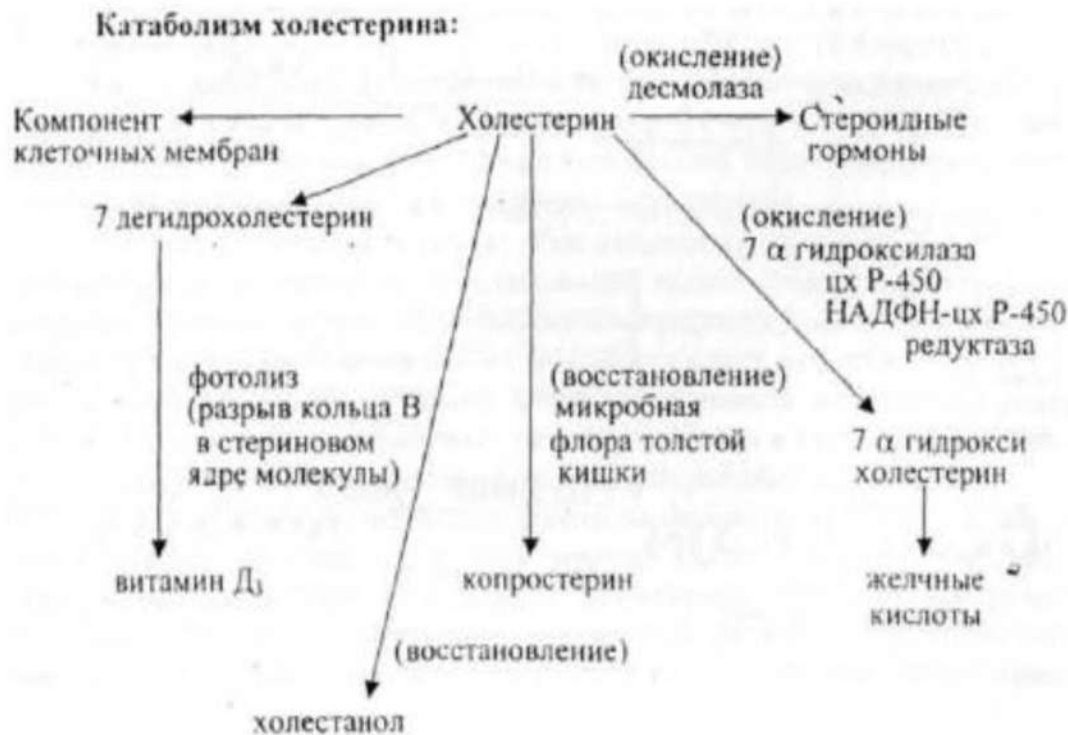 Катаболизм холестерина:
(окисление)
десмолаза
Компонент
клеточных мембран
Холестерин
Стероидные
гормоны
7 дегидрохолестерин
(окисление)
7 α гидроксилаза
цх Р-450
НАДФН-цх Р-450
редуктаза
фотолиз
(разрыв кольца В
в стериновом
ядре молекулы)
(восстановление)
микробная
флора толстой
кишки
7 α гидрокси
холестерин
витамин Д₃
копростерин
желчные
кислоты
(восстановление)
холестанол